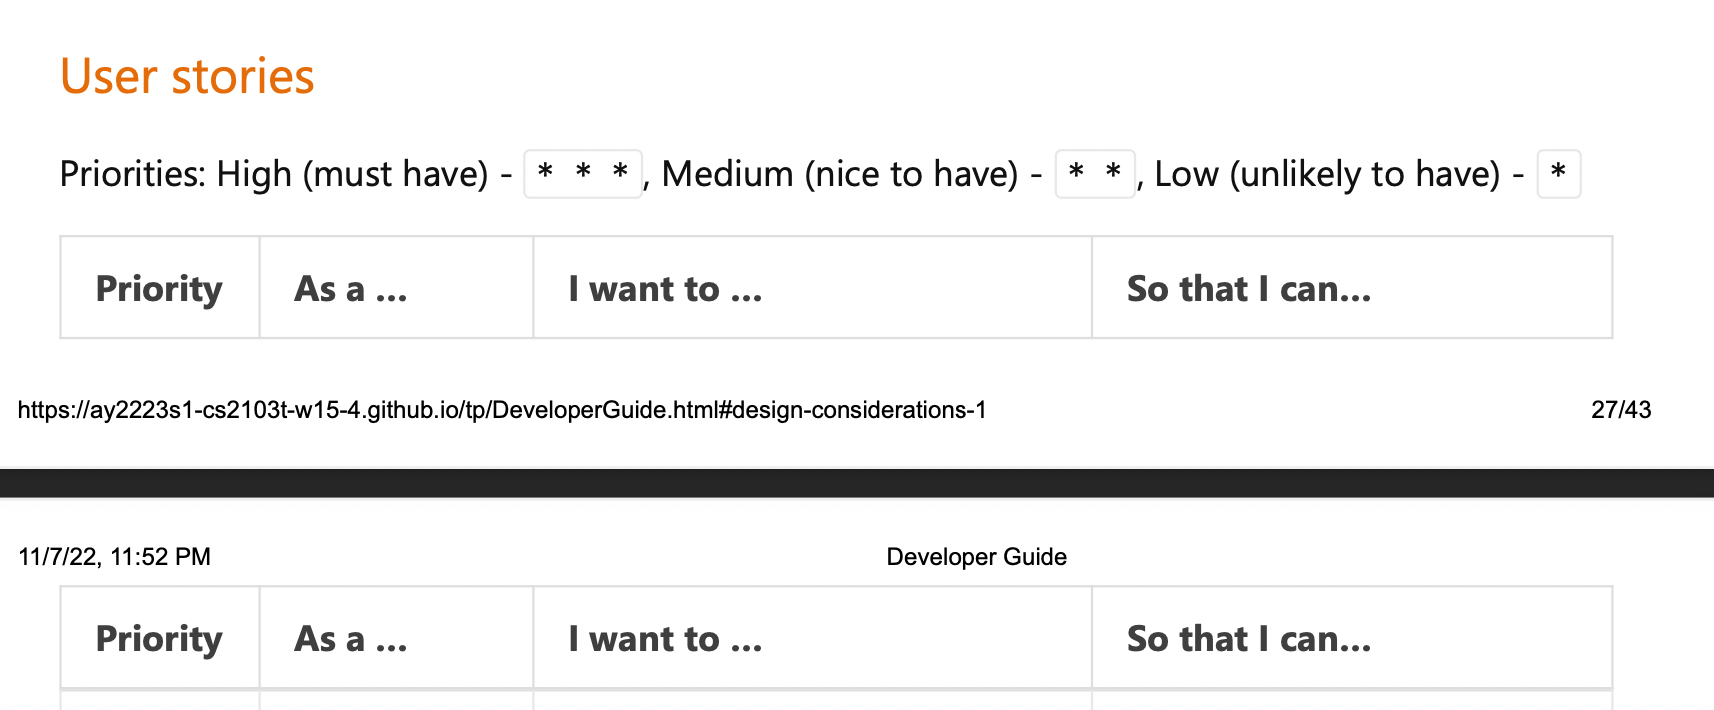 User stories
Priorities: High (must have) - * * *, Medium (nice to have) - * *, Low (unlikely to have) - *
Priority As a ... I want to ... So that I can...
https://ay2223s1-cs2103t-w15-4.github.io/tp/DeveloperGuide.html#design-considerations-1 27/43
11/7/22, 11:52 PM Developer Guide
Priority As a ... I want to ... So that I can...